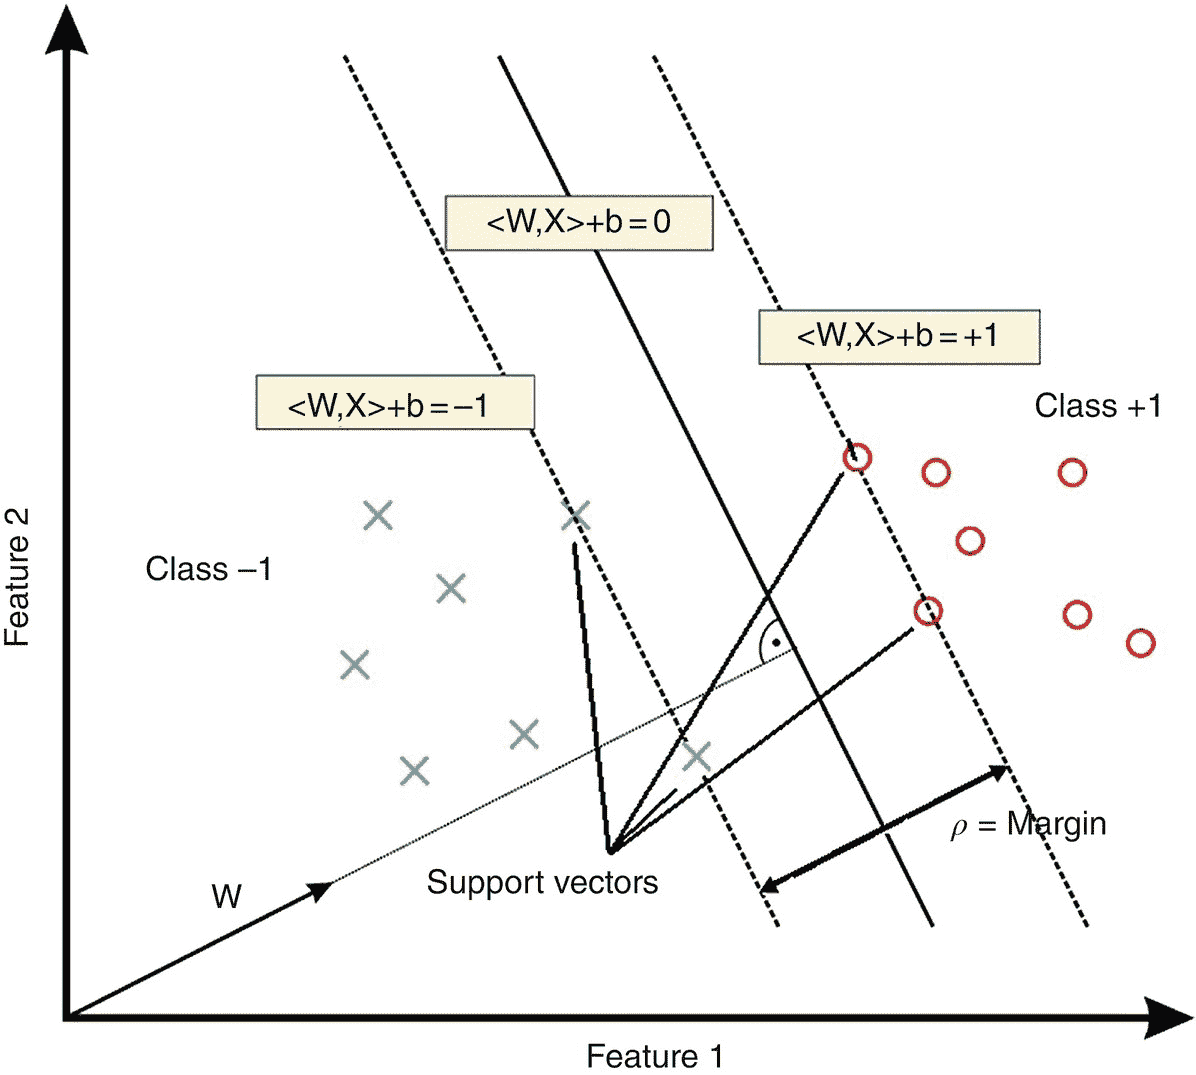 <W,X>+b = 0
<W,X>+b = +1
<W,X>+b = –1
Class +1
Class –1
Feature 2
ρ = Margin
Support vectors
W
Feature 1